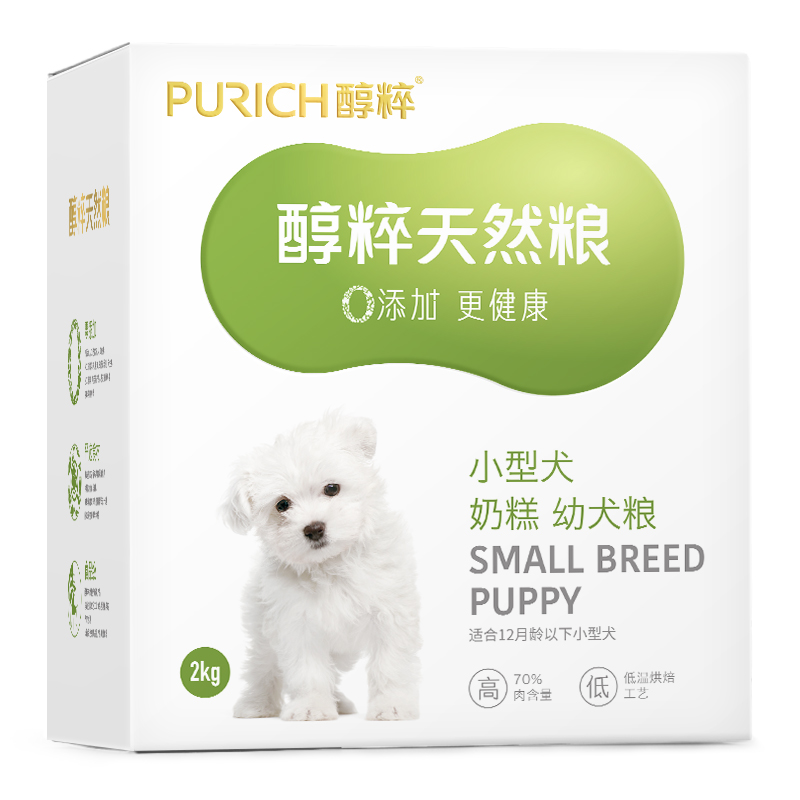 PURICH醇粹®
醇粹天然粮
0添加 更健康
小型犬
奶糕 幼犬粮
SMALL BREED
PUPPY
适合12月龄以下小型犬
高
70%
肉含量
低
低温烘焙
工艺
2kg
醇粹天然粮
零添加